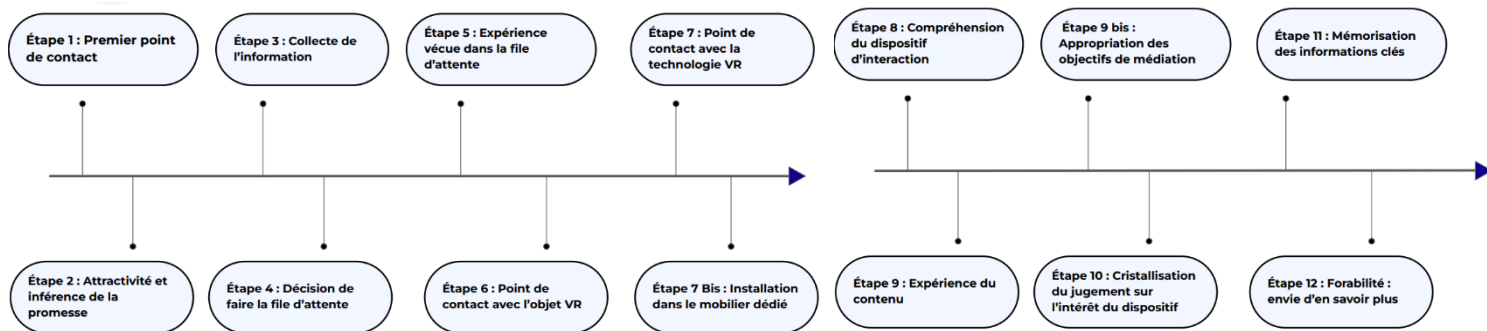 Étape 1 : Premier point
de contact
Étape 2 : Attractivité et
inférence de la
promesse
Étape 3 : Collecte de
l'information
Étape 4 : Décision de
faire la file d'attente
Étape 5 : Expérience
vécue dans la file
d'attente
Étape 6 : Point de
contact avec l'objet VR
Étape 7 : Point de
contact avec la
technologie VR
Étape 7 Bis : Installation
dans le mobilier dédié
Étape 8 : Compréhension
du dispositif
d'interaction
Étape 9 : Expérience du
contenu
Étape 9 bis :
Appropriation des
objectifs de médiation
Étape 10 : Cristallisation
du jugement sur
l'intérêt du dispositif
Étape 11 : Mémorisation
des informations clés
Étape 12 : Forabilité :
envie d'en savoir plus